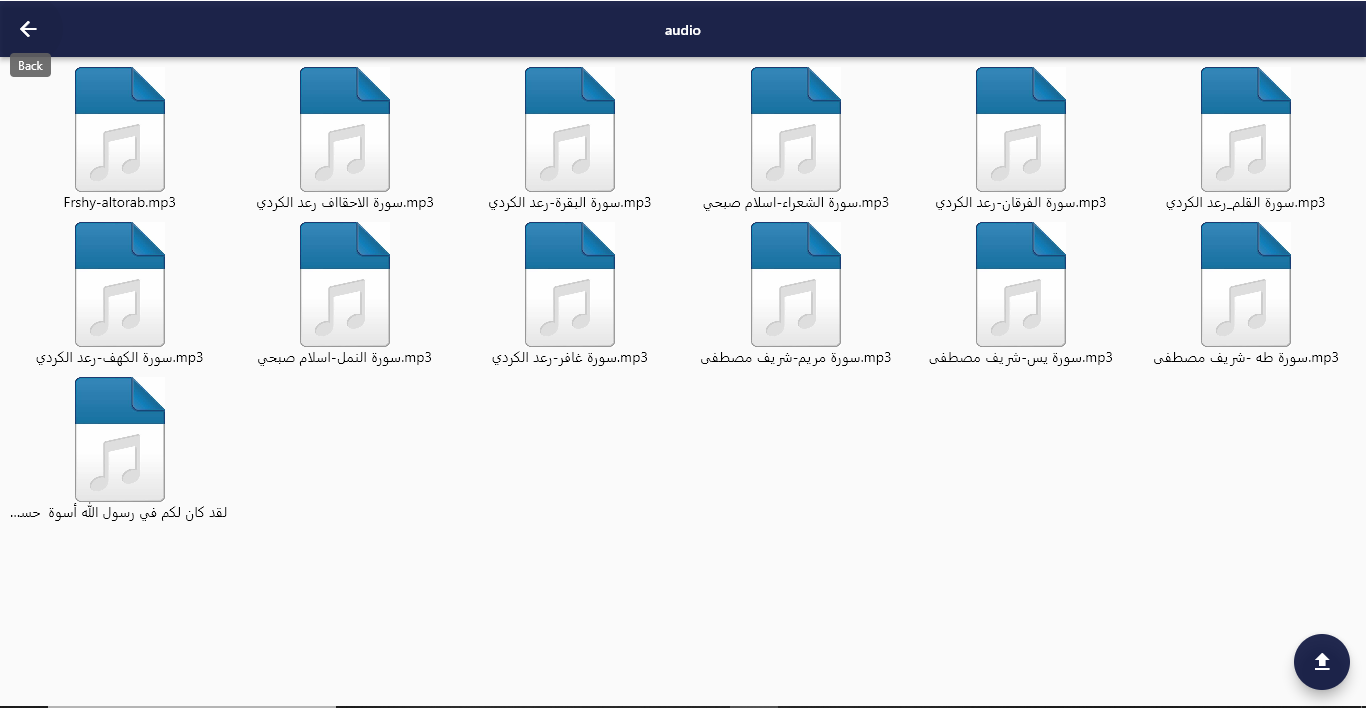 audio
Back
Frshy-altorab.mp3
سورة الاحقااف رعد الكردي.mp3
سورة البقرة-رعد الكردي.mp3
سورة الشعراء-اسلام صبحي.mp3
سورة الفرقان-رعد الكردي.mp3
سورة القلم_رعد الكردي.mp3
سورة الكهف-رعد الكردي.mp3
سورة النمل-اسلام صبحي.mp3
سورة غافر-رعد الكردي.mp3
سورة مريم-شريف مصطفى.mp3
سورة يس-شريف مصطفى.mp3
سورة طه -شريف مصطفى.mp3
لقد كان لكم في رسول الله أسوة حسـ...